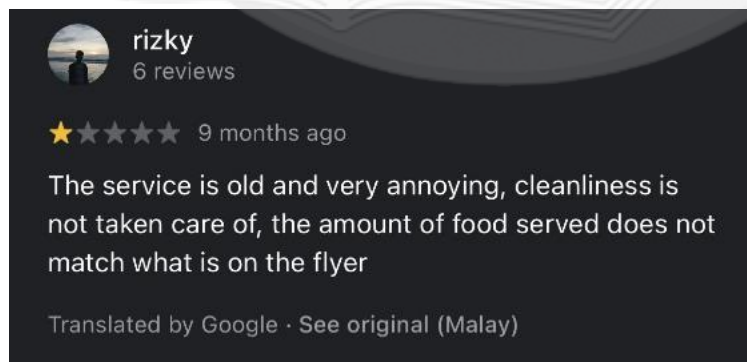 rizky
6 reviews
9 months ago
The service is old and very annoying, cleanliness is
not taken care of, the amount of food served does not
match what is on the flyer
Translated by Google · See original (Malay)